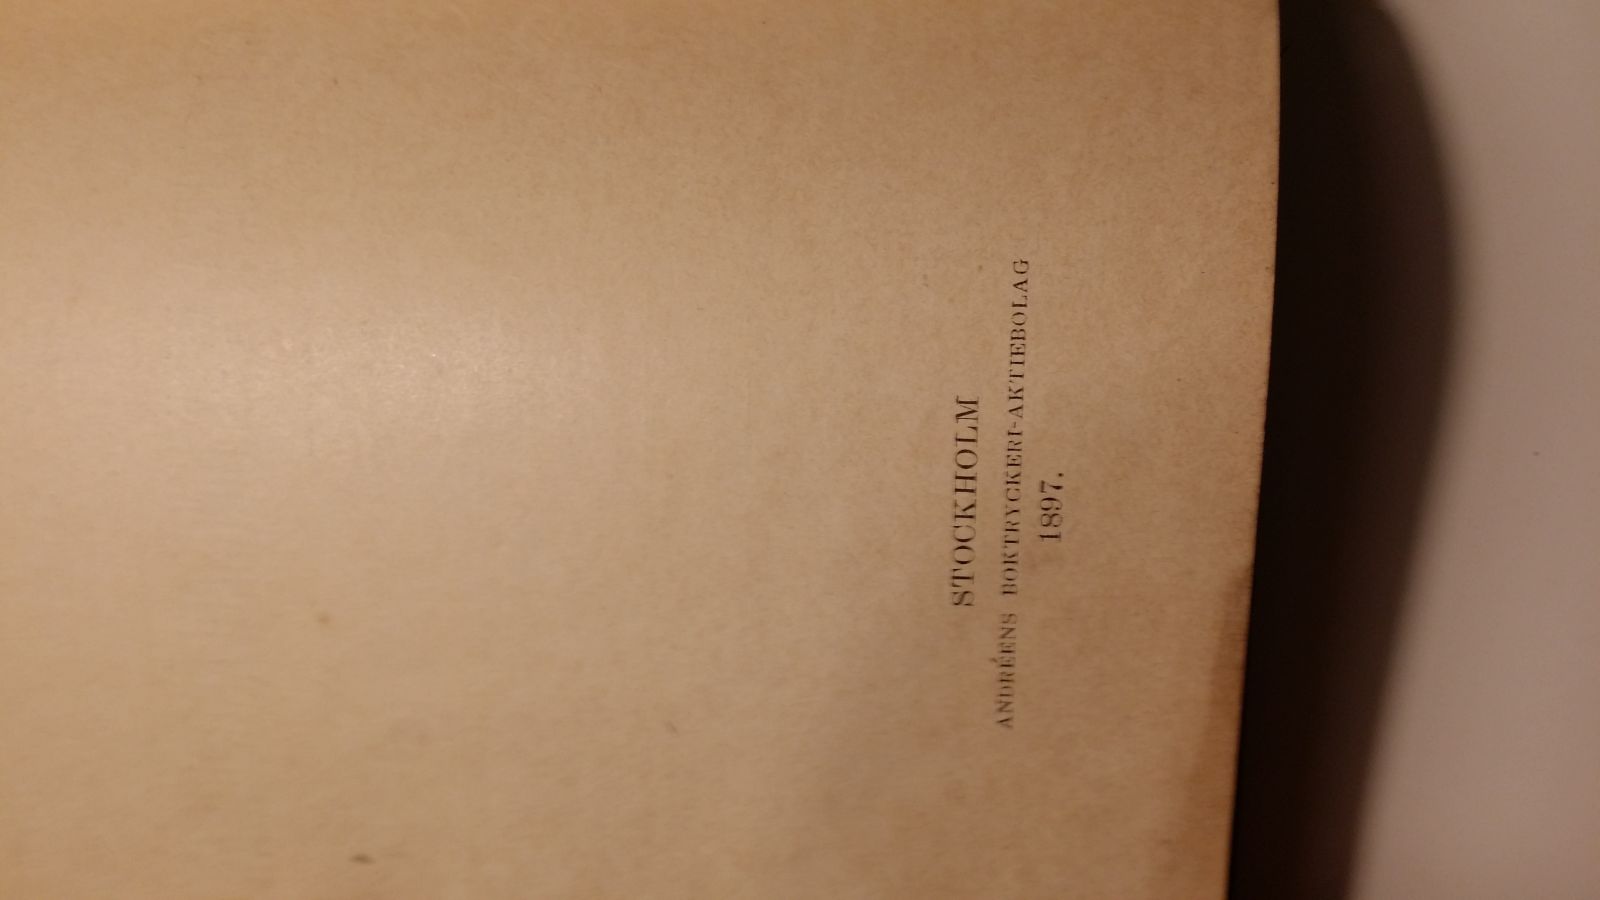 STOCKHOLM
ANDRÉENS BOKTRYCKERI-AKTIEBOLAG
1897.